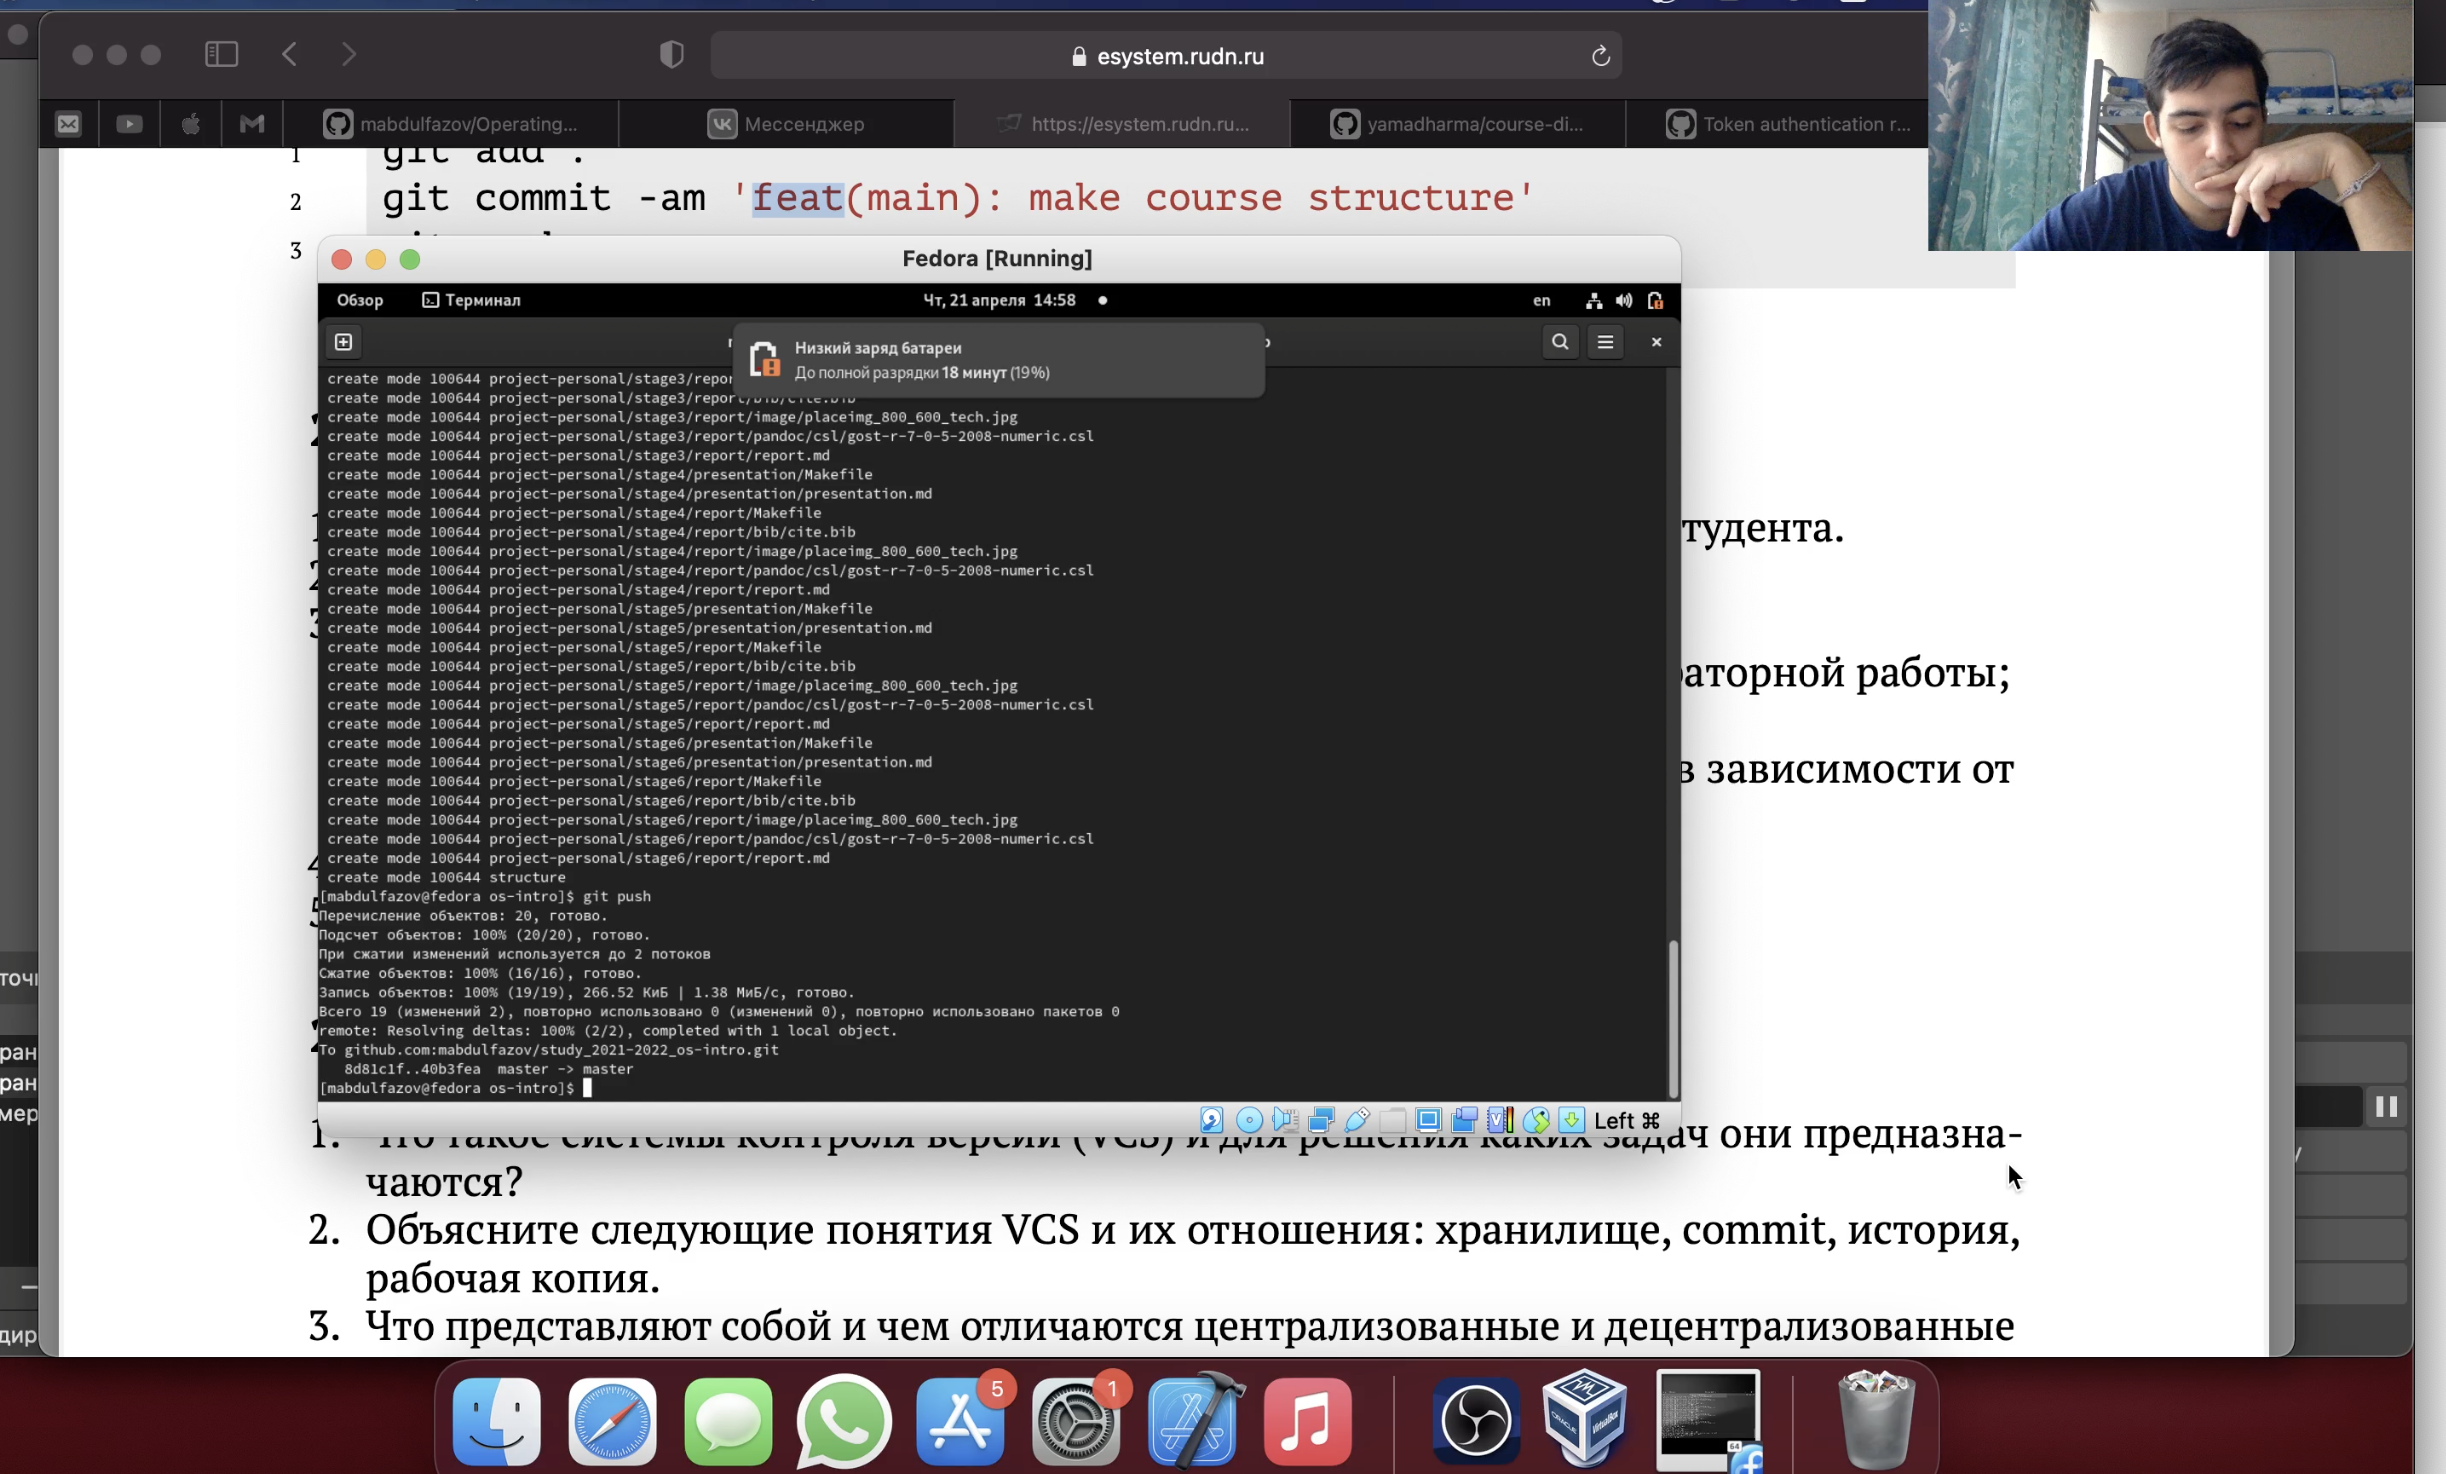 esystem.rudn.ru
mabdulfazov/Operating...
Мессенджер
https://esystem.rudn.ru...
yamadharma/course-di...
Token authentication r...
1 git add .
2 git commit -am 'feat(main): make course structure'
3
Fedora [Running]
Обзор Терминал Чт, 21 апреля 14:58 en
Низкий заряд батареи
До полной разрядки 18 минут (19%)
create mode 100644 project-personal/stage3/repor
create mode 100644 project-personal/stage3/report/bib/cite.bib
create mode 100644 project-personal/stage3/report/image/placeimg_800_600_tech.jpg
create mode 100644 project-personal/stage3/report/pandoc/csl/gost-r-7-0-5-2008-numeric.csl
create mode 100644 project-personal/stage3/report/report.md
create mode 100644 project-personal/stage4/presentation/Makefile
create mode 100644 project-personal/stage4/presentation/presentation.md
create mode 100644 project-personal/stage4/report/Makefile
create mode 100644 project-personal/stage4/report/bib/cite.bib
create mode 100644 project-personal/stage4/report/image/placeimg_800_600_tech.jpg
create mode 100644 project-personal/stage4/report/pandoc/csl/gost-r-7-0-5-2008-numeric.csl
create mode 100644 project-personal/stage4/report/report.md
create mode 100644 project-personal/stage5/presentation/Makefile
create mode 100644 project-personal/stage5/presentation/presentation.md
create mode 100644 project-personal/stage5/report/Makefile
create mode 100644 project-personal/stage5/report/bib/cite.bib
create mode 100644 project-personal/stage5/report/image/placeimg_800_600_tech.jpg
create mode 100644 project-personal/stage5/report/pandoc/csl/gost-r-7-0-5-2008-numeric.csl
create mode 100644 project-personal/stage5/report/report.md
create mode 100644 project-personal/stage6/presentation/Makefile
create mode 100644 project-personal/stage6/presentation/presentation.md
create mode 100644 project-personal/stage6/report/Makefile
create mode 100644 project-personal/stage6/report/bib/cite.bib
create mode 100644 project-personal/stage6/report/image/placeimg_800_600_tech.jpg
create mode 100644 project-personal/stage6/report/pandoc/csl/gost-r-7-0-5-2008-numeric.csl
create mode 100644 project-personal/stage6/report/report.md
create mode 100644 structure
[mabdulfazov@fedora os-intro]$ git push
Перечисление объектов: 20, готово.
Подсчет объектов: 100% (20/20), готово.
При сжатии изменений используется до 2 потоков
Сжатие объектов: 100% (16/16), готово.
Запись объектов: 100% (19/19), 266.52 КиБ | 1.38 МиБ/с, готово.
Всего 19 (изменений 2), повторно использовано 0 (изменений 0), повторно использовано пакетов 0
remote: Resolving deltas: 100% (2/2), completed with 1 local object.
To github.com:mabdulfazov/study_2021-2022_os-intro.git
8d81c1f..40b3fea master -> master
[mabdulfazov@fedora os-intro]$
Left ⌘
тудента.
аторной работы;
в зависимости от
1. Что такое системы контроля версий (VCS) и для решения каких задач они предназна-
чаются?
2. Объясните следующие понятия VCS и их отношения: хранилище, commit, история,
рабочая копия.
3. Что представляют собой и чем отличаются централизованные и децентрализованные
точ
ран
ран
мер
дир
5
1
64